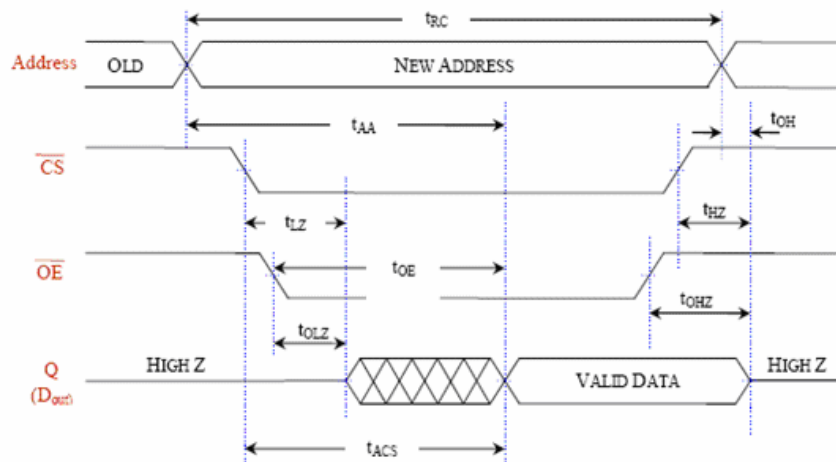 tRC
Address
OLD
NEW ADDRESS
tAA
tOH
CS
tLZ
tHZ
OE
tOE
tOLZ
tOHZ
Q
(Dout)
HIGH Z
VALID DATA
HIGH Z
tACS